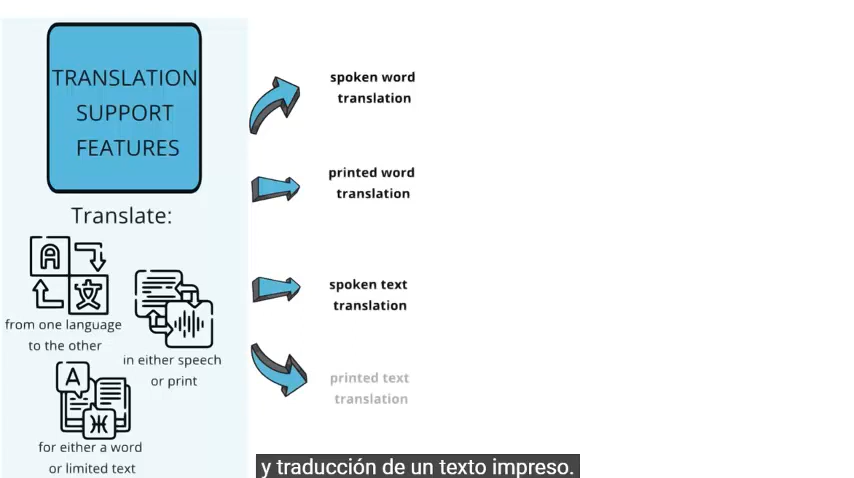 TRANSLATION
SUPPORT
FEATURES
Translate:
from one language
to the other
in either speech
or print
A
for either a word
or limited text
spoken word
translation
printed word
translation
spoken text
translation
printed text
translation
y traducción de un texto impreso.